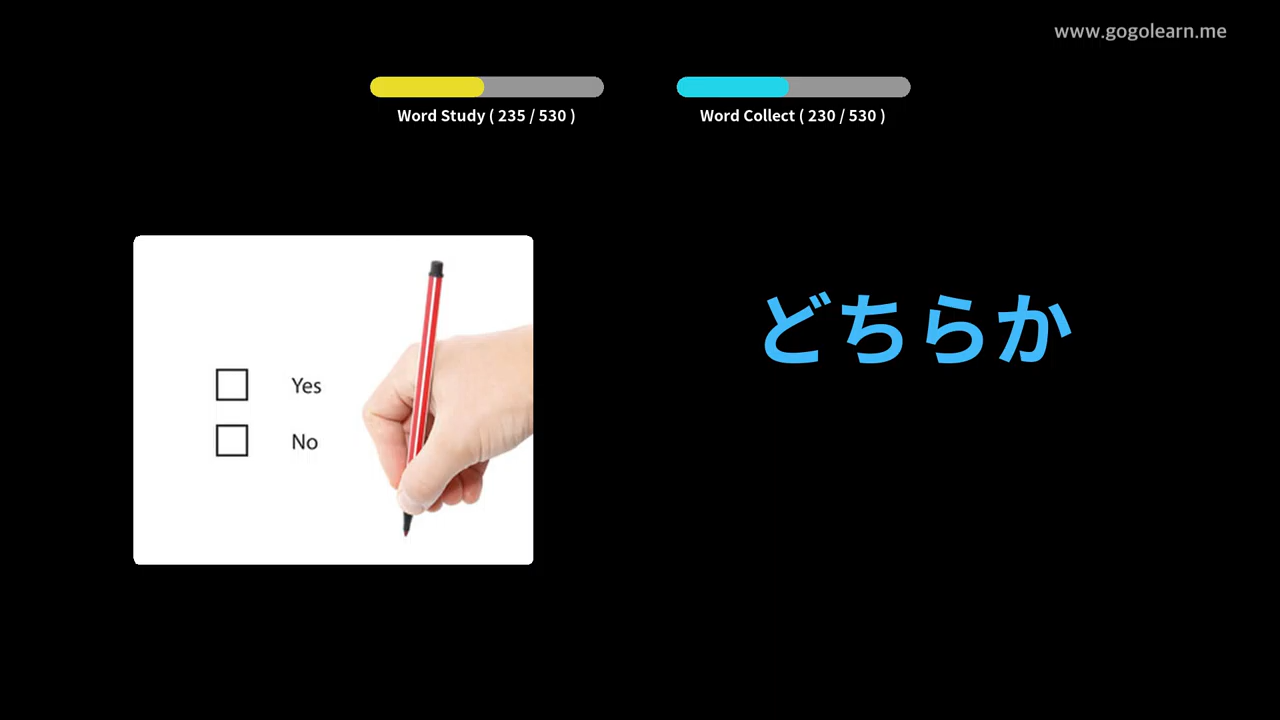 www.gogolearn.me
Word Study ( 235 / 530 )
Word Collect ( 230 / 530 )
どちらか
Yes
No